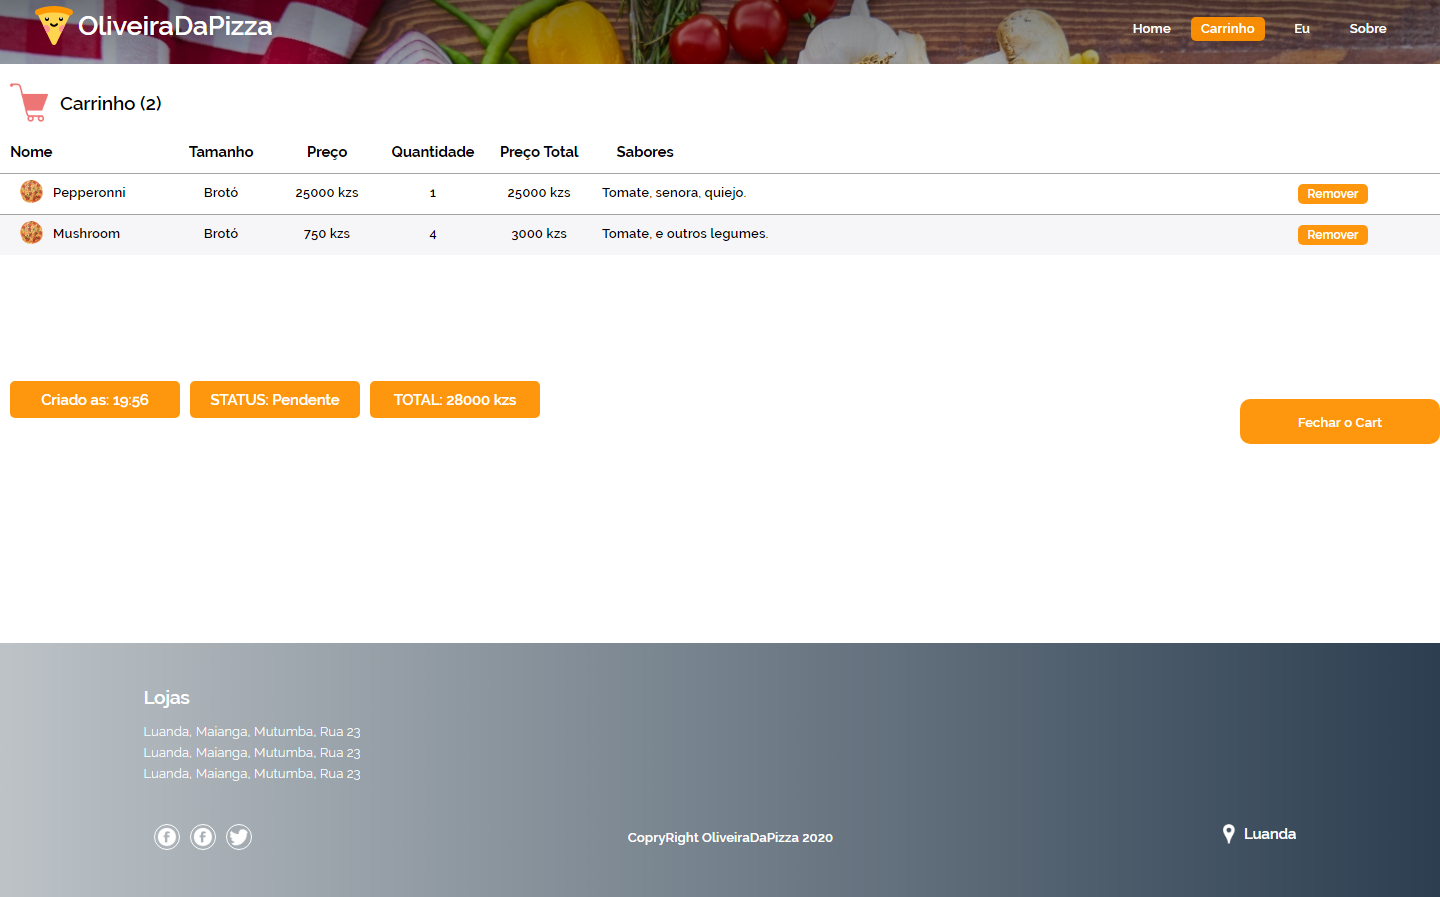 OliveiraDaPizza
Home Carrinho Eu Sobre
Carrinho (2)
Nome Tamanho Preço Quantidade Preço Total Sabores
Pepperonni Brotó 25000 kzs 1 25000 kzs Tomate, senora, quiejo. Remover
Mushroom Brotó 750 kzs 4 3000 kzs Tomate, e outros legumes. Remover
Criado as: 19:56 STATUS: Pendente TOTAL: 28000 kzs
Fechar o Cart
Lojas
Luanda, Maianga, Mutumba, Rua 23
Luanda, Maianga, Mutumba, Rua 23
Luanda, Maianga, Mutumba, Rua 23
CopryRight OliveiraDaPizza 2020
Luanda